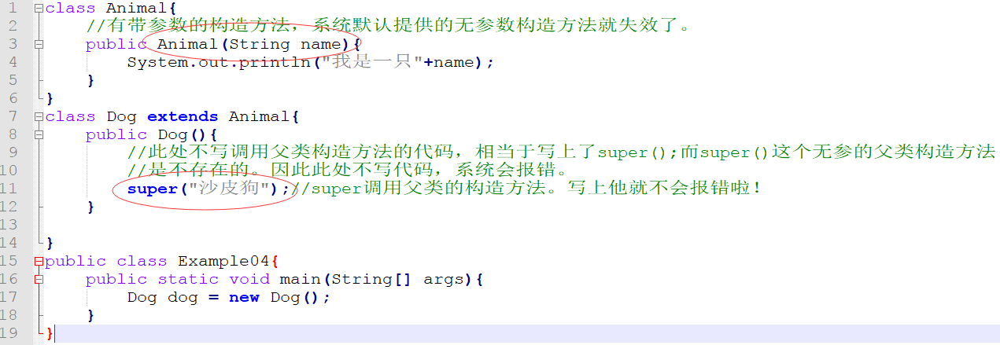 1 class Animal{
2 //有带参数的构造方法，系统默认提供的无参数构造方法就失效了。
3 public Animal(String name){
4 System.out.println("我是一只"+name);
5 }
6 }
7 class Dog extends Animal{
8 public Dog(){
9 //此处不写调用父类构造方法的代码，相当于写上了super();而super()这个无参的父类构造方法
10 //是不存在的。因此此处不写代码，系统会报错。
11 super("沙皮狗");//super调用父类的构造方法。写上他就不会报错啦！
12 }
13
14 }
15 public class Example04{
16 public static void main(String[] args){
17 Dog dog = new Dog();
18 }
19 }